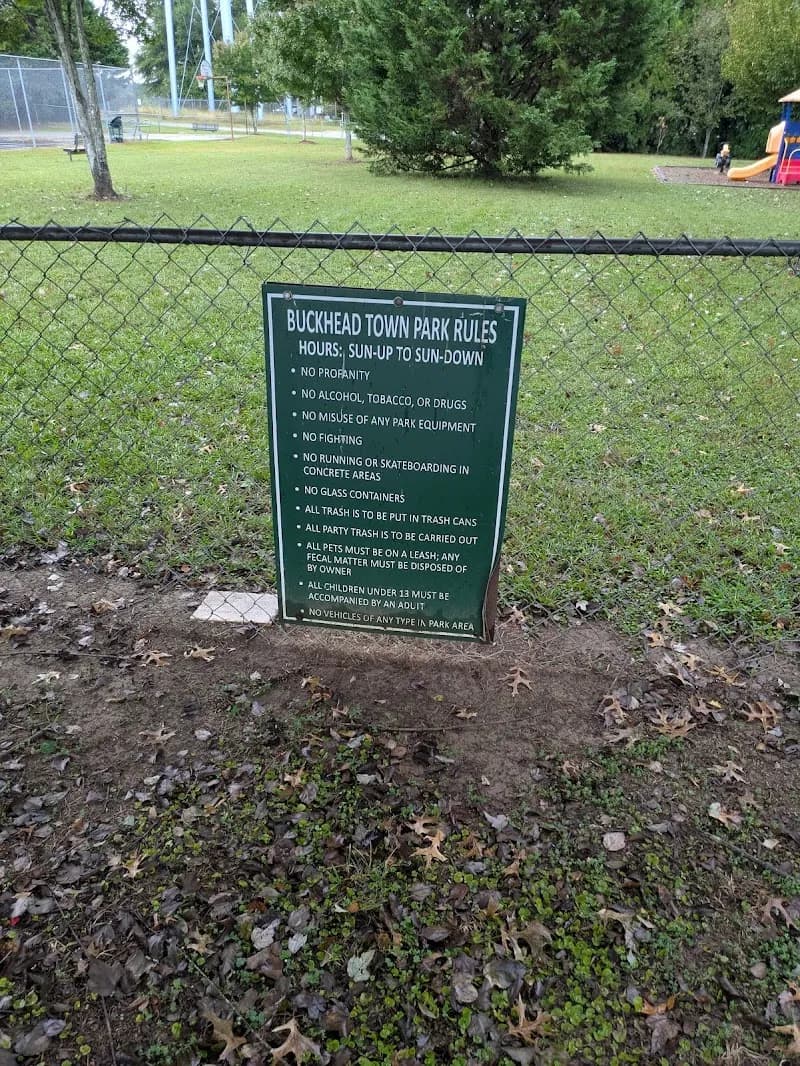 BUCKHEAD TOWN PARK RULES
HOURS: SUN-UP TO SUN-DOWN
• NO PROFANITY
• NO ALCOHOL, TOBACCO, OR DRUGS
• NO MISUSE OF ANY PARK EQUIPMENT
• NO FIGHTING
• NO RUNNING OR SKATEBOARDING IN
CONCRETE AREAS
• NO GLASS CONTAINERS
• ALL TRASH IS TO BE PUT IN TRASH CANS
• ALL PARTY TRASH IS TO BE CARRIED OUT
• ALL PETS MUST BE ON A LEASH; ANY
FECAL MATTER MUST BE DISPOSED OF
BY OWNER
• ALL CHILDREN UNDER 13 MUST BE
ACCOMPANIED BY AN ADULT
• NO VEHICLES OF ANY TYPE IN PARK AREA